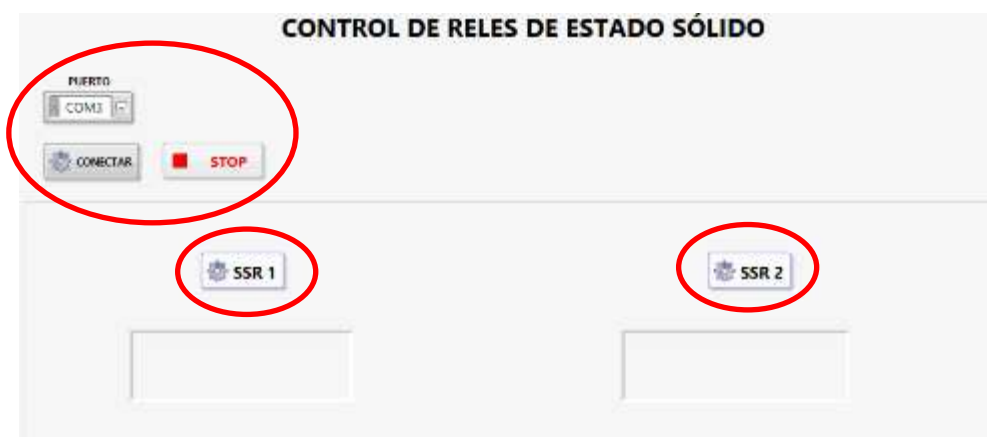 CONTROL DE RELES DE ESTADO SÓLIDO
PUERTO
COM3
CONECTAR
STOP
SSR 1
SSR 2